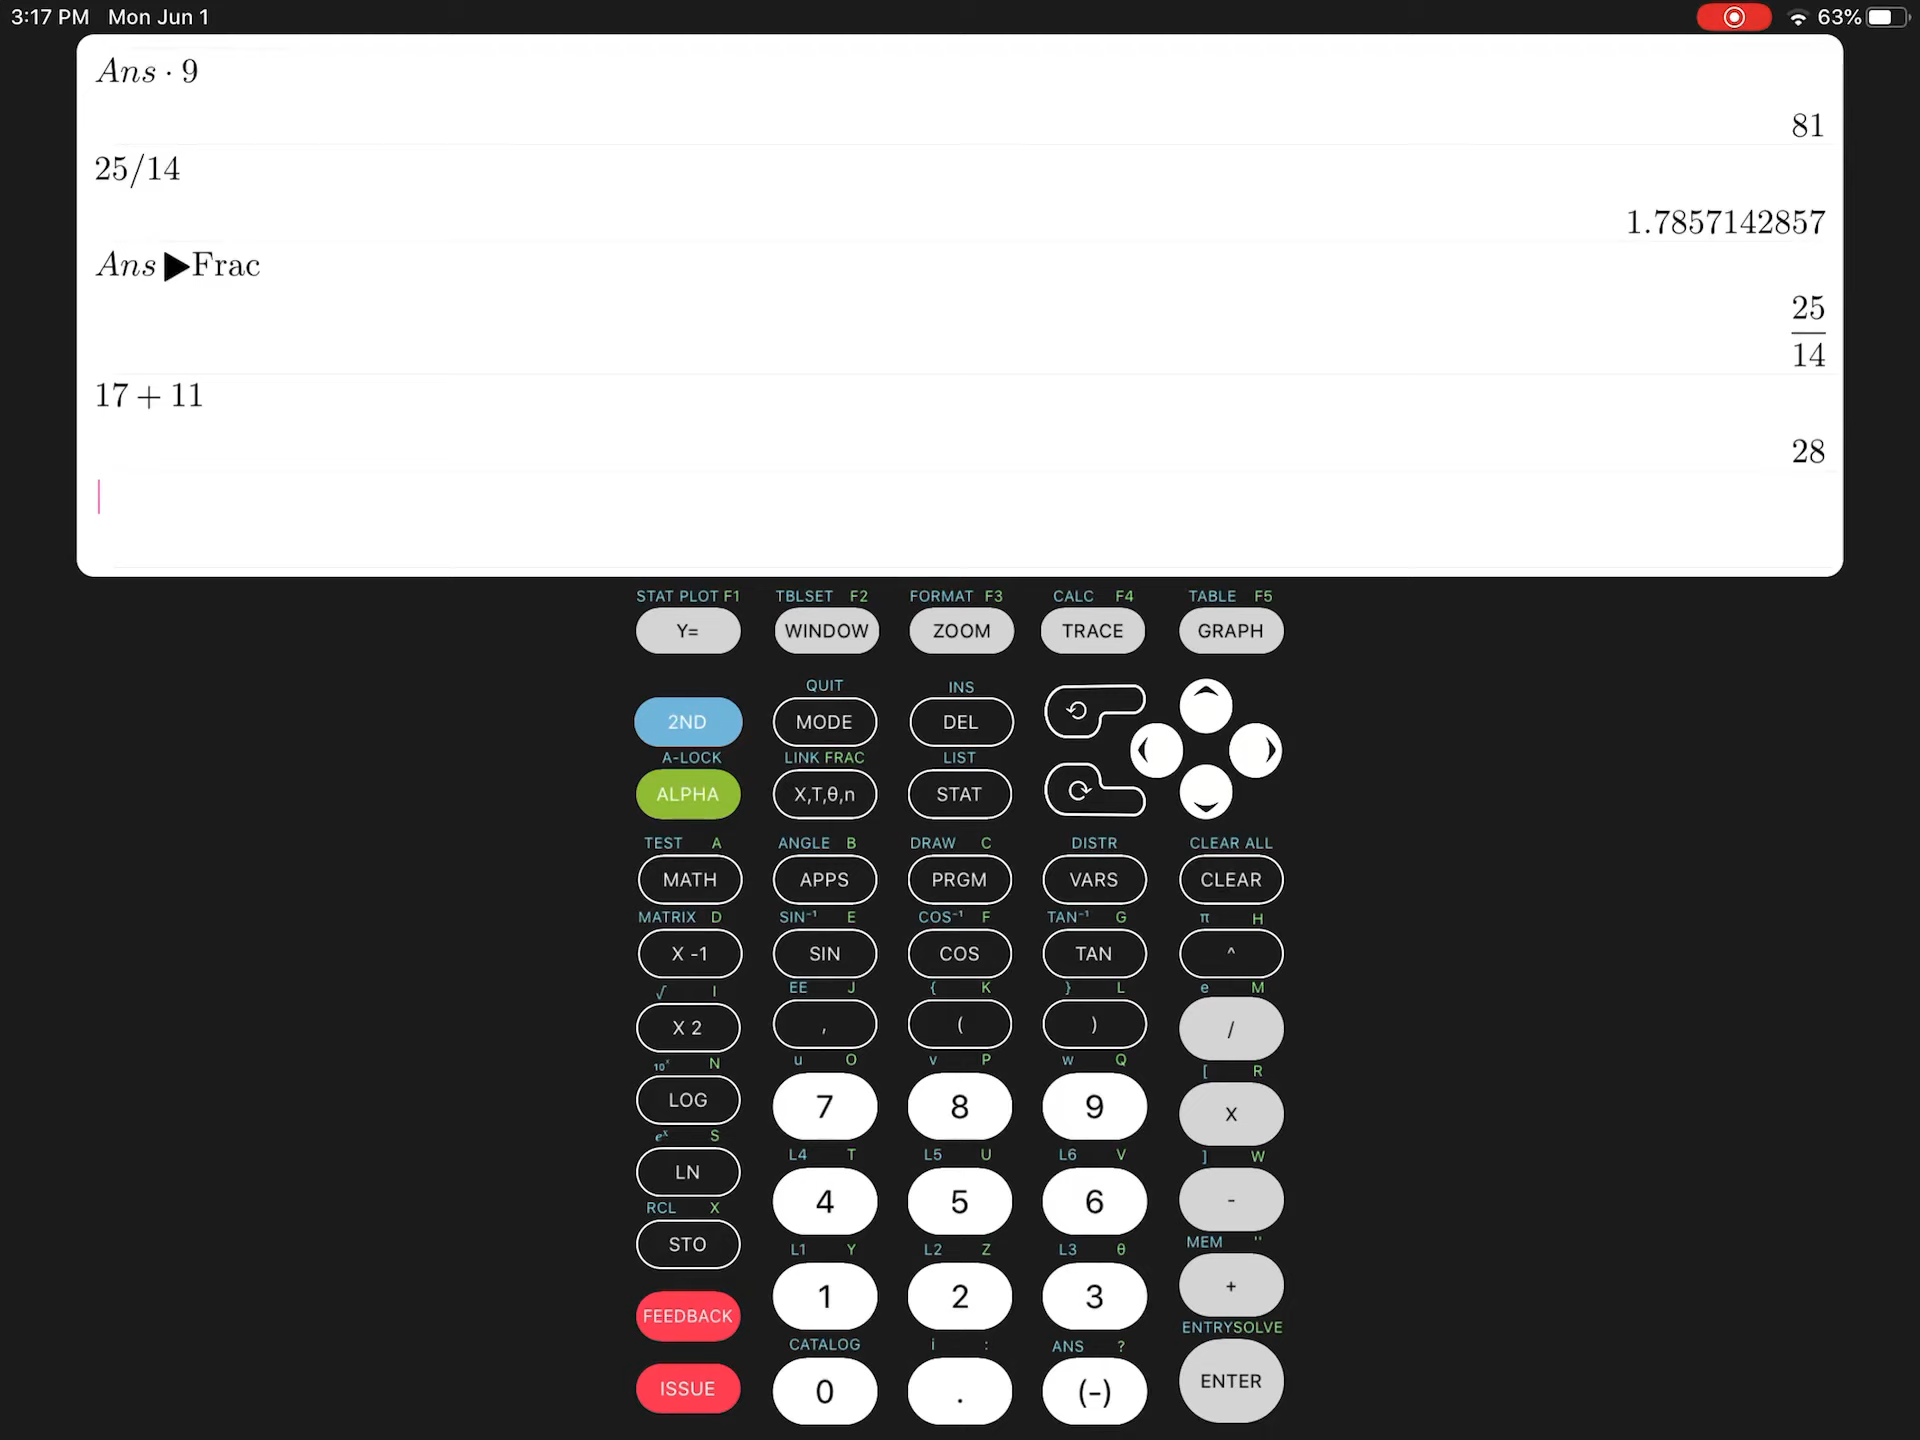 3:17 PM Mon Jun 1 63%
Ans · 9
81
25/14
1.7857142857
Ans▶Frac
25
14
17 + 11
28
STAT PLOT F1 TBLSET F2 FORMAT F3 CALC F4 TABLE F5
Y= WINDOW ZOOM TRACE GRAPH
QUIT INS
2ND MODE DEL
A-LOCK LINK FRAC LIST
ALPHA X,T,θ,n STAT
TEST A ANGLE B DRAW C DISTR CLEAR ALL
MATH APPS PRGM VARS CLEAR
MATRIX D SIN⁻¹ E COS⁻¹ F TAN⁻¹ G π H
X -1 SIN COS TAN ^
√ I EE J { K } L e M
X 2 , ( ) /
10ˣ N u O v P w Q [ R
LOG 7 8 9 X
eˣ S L4 T L5 U L6 V ] W
LN 4 5 6 -
RCL X L1 Y L2 Z L3 θ MEM "
STO 1 2 3 +
FEEDBACK CATALOG i : ANS ? ENTRY SOLVE
ISSUE 0 . (-) ENTER